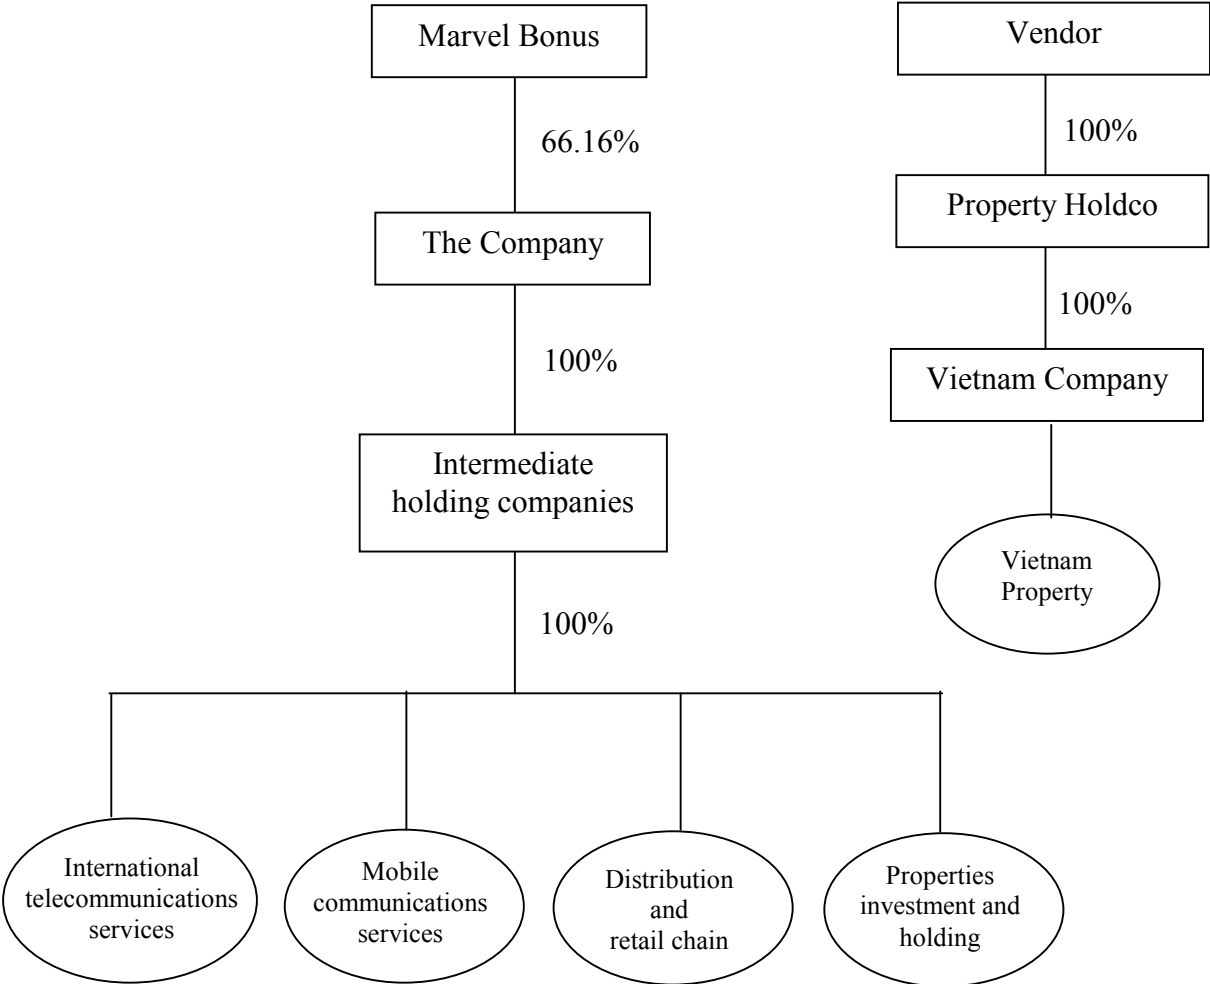 Marvel Bonus
66.16%
The Company
100%
Intermediate
holding companies
100%
International
telecommunications
services
Mobile
communications
services
Distribution
and
retail chain
Properties
investment and
holding
Vendor
100%
Property Holdco
100%
Vietnam Company
Vietnam
Property